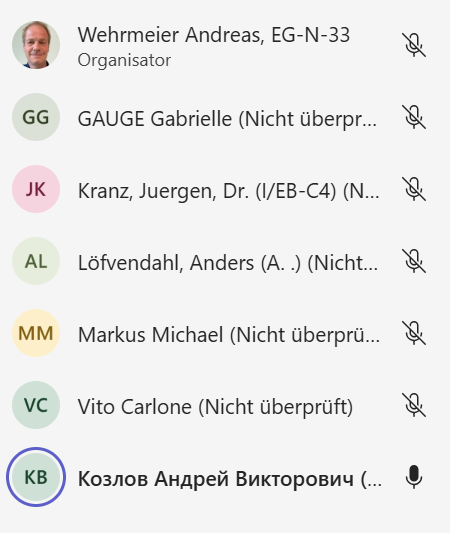 Wehrmeier Andreas, EG-N-33
Organisator
GG GAUGE Gabrielle (Nicht überpr...
JK Kranz, Juergen, Dr. (I/EB-C4) (N...
AL Löfvendahl, Anders (A. .) (Nicht...
MM Markus Michael (Nicht überprü...
VC Vito Carlone (Nicht überprüft)
КВ Козлов Андрей Викторович (...